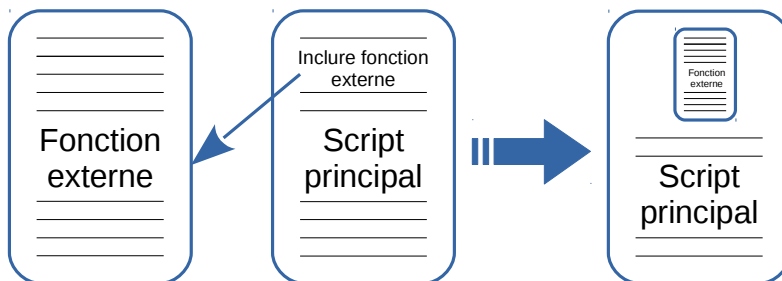 Fonction
externe
Inclure fonction
externe
Script
principal
Fonction
externe
Script
principal